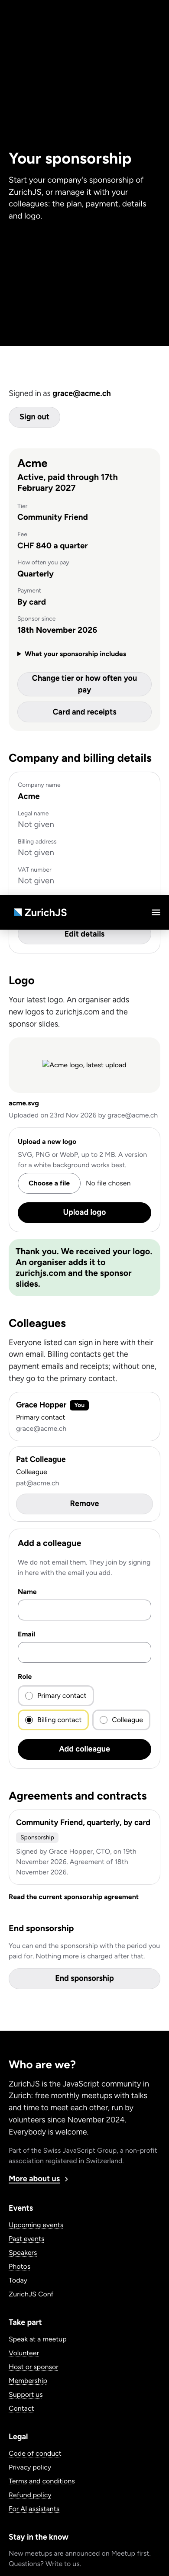 Your sponsorship
Start your company's sponsorship of
ZurichJS, or manage it with your
colleagues: the plan, payment, details
and logo.
Signed in as grace@acme.ch
Sign out
Acme
Active, paid through 17th
February 2027
Tier
Community Friend
Fee
CHF 840 a quarter
How often you pay
Quarterly
Payment
By card
Sponsor since
18th November 2026
What your sponsorship includes
Change tier or how often you
pay
Card and receipts
Company and billing details
Company name
Acme
Legal name
Not given
Billing address
Not given
VAT number
Not given
ZurichJS
Edit details
Logo
Your latest logo. An organiser adds
new logos to zurichjs.com and the
sponsor slides.
Acme logo, latest upload
acme.svg
Uploaded on 23rd Nov 2026 by grace@acme.ch
Upload a new logo
SVG, PNG or WebP, up to 2 MB. A version
for a white background works best.
Choose a file No file chosen
Upload logo
Thank you. We received your logo.
An organiser adds it to
zurichjs.com and the sponsor
slides.
Colleagues
Everyone listed can sign in here with their
own email. Billing contacts get the
payment emails and receipts; without one,
they go to the primary contact.
Grace Hopper You
Primary contact
grace@acme.ch
Pat Colleague
Colleague
pat@acme.ch
Remove
Add a colleague
We do not email them. They join by signing
in here with the email you add.
Name
Email
Role
Primary contact
Billing contact Colleague
Add colleague
Agreements and contracts
Community Friend, quarterly, by card
Sponsorship
Signed by Grace Hopper, CTO, on 19th
November 2026. Agreement of 18th
November 2026.
Read the current sponsorship agreement
End sponsorship
You can end the sponsorship with the period you
paid for. Nothing more is charged after that.
End sponsorship
Who are we?
ZurichJS is the JavaScript community in
Zurich: free monthly meetups with talks
and time to meet each other, run by
volunteers since November 2024.
Everybody is welcome.
Part of the Swiss JavaScript Group, a non-profit
association registered in Switzerland.
More about us
Events
Upcoming events
Past events
Speakers
Photos
Today
ZurichJS Conf
Take part
Speak at a meetup
Volunteer
Host or sponsor
Membership
Support us
Contact
Legal
Code of conduct
Privacy policy
Terms and conditions
Refund policy
For AI assistants
Stay in the know
New meetups are announced on Meetup first.
Questions? Write to us.